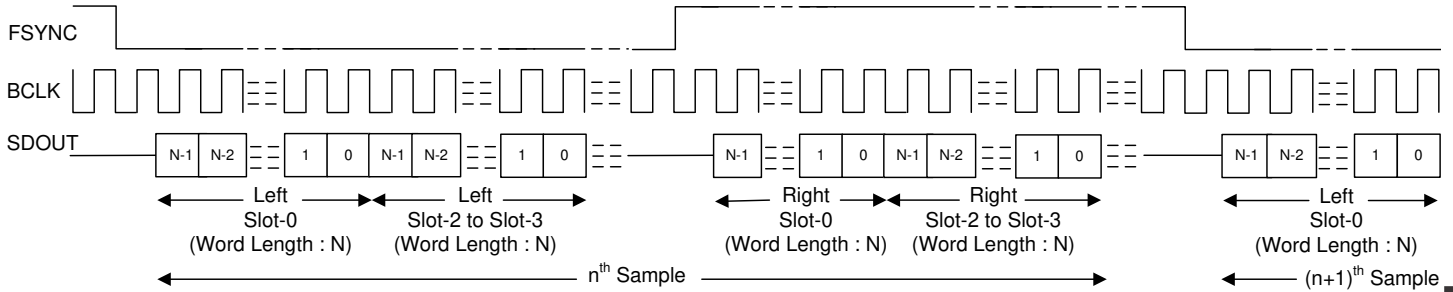 FSYNC
BCLK
SDOUT
N-1 N-2 1 0 N-1 N-2 1 0 N-1 1 0 N-1 N-2 1 0 N-1 N-2 1 0
Left Left Right Right Left
Slot-0 Slot-2 to Slot-3 Slot-0 Slot-2 to Slot-3 Slot-0
(Word Length : N) (Word Length : N) (Word Length : N) (Word Length : N) (Word Length : N)
nth Sample (n+1)th Sample